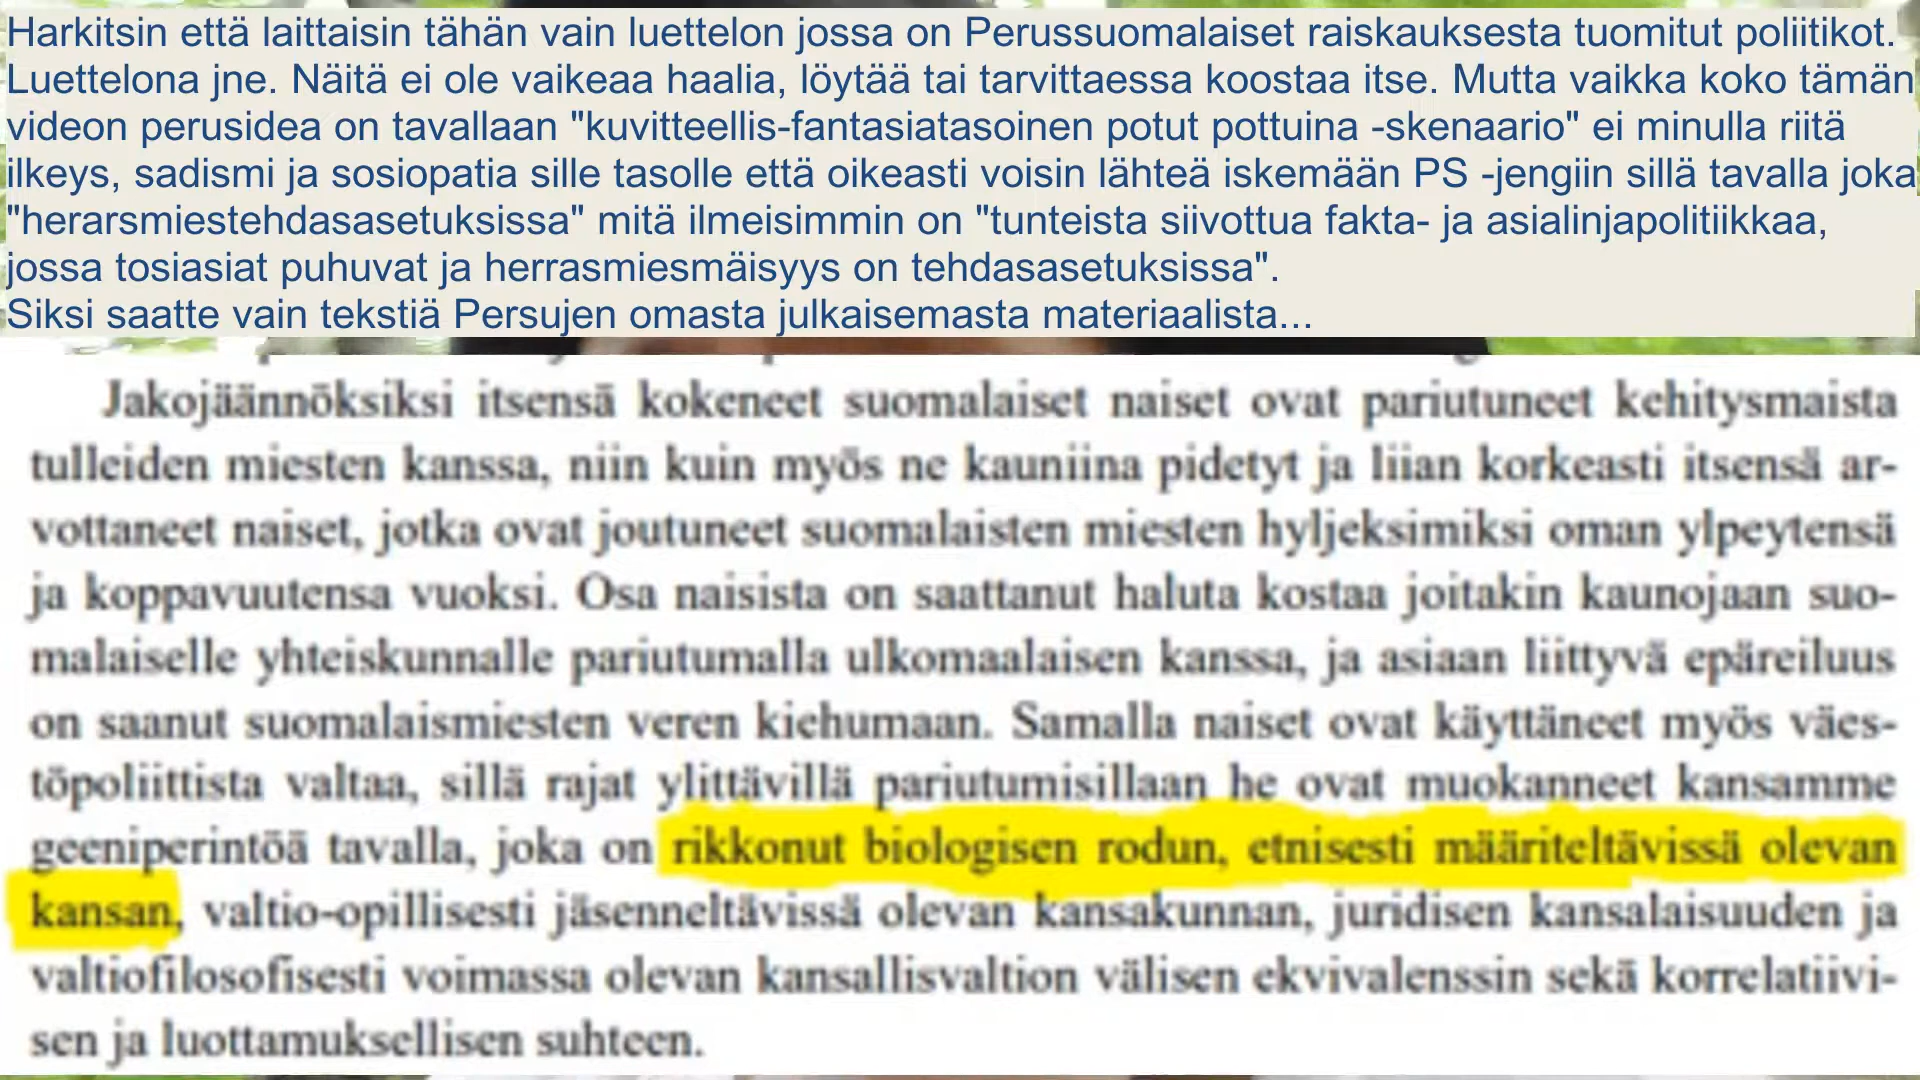 Harkitsin että laittaisin tähän vain luettelon jossa on Perussuomalaiset raiskauksesta tuomitut poliitikot.
Luettelona jne. Näitä ei ole vaikeaa haalia, löytää tai tarvittaessa koostaa itse. Mutta vaikka koko tämän
videon perusidea on tavallaan "kuvitteellis-fantasiatasoinen potut pottuina -skenaario" ei minulla riitä
ilkeys, sadismi ja sosiopatia sille tasolle että oikeasti voisin lähteä iskemään PS -jengiin sillä tavalla joka
"herarsmiestehdasasetuksissa" mitä ilmeisimmin on "tunteista siivottua fakta- ja asialinjapolitiikkaa,
jossa tosiasiat puhuvat ja herrasmiesmäisyys on tehdasasetuksissa".
Siksi saatte vain tekstiä Persujen omasta julkaisemasta materiaalista...
Jakojäännöksiksi itsensä kokeneet suomalaiset naiset ovat pariutuneet kehitysmaista
tulleiden miesten kanssa, niin kuin myös ne kauniina pidetyt ja liian korkeasti itsensä ar-
vottaneet naiset, jotka ovat joutuneet suomalaisten miesten hyljeksimiksi oman ylpeytensä
ja koppavuutensa vuoksi. Osa naisista on saattanut haluta kostaa joitakin kaunojaan suo-
malaiselle yhteiskunnalle pariutumalla ulkomaalaisen kanssa, ja asiaan liittyvä epäreiluus
on saanut suomalaismiesten veren kiehumaan. Samalla naiset ovat käyttäneet myös väes-
töpoliittista valtaa, sillä rajat ylittävillä pariutumisillaan he ovat muokanneet kansamme
geeniperintöä tavalla, joka on rikkonut biologisen rodun, etnisesti määriteltävissä olevan
kansan, valtio-opillisesti jäsenneltävissä olevan kansakunnan, juridisen kansalaisuuden ja
valtiofilosofisesti voimassa olevan kansallisvaltion välisen ekvivalenssin sekä korrelatiivi-
sen ja luottamuksellisen suhteen.